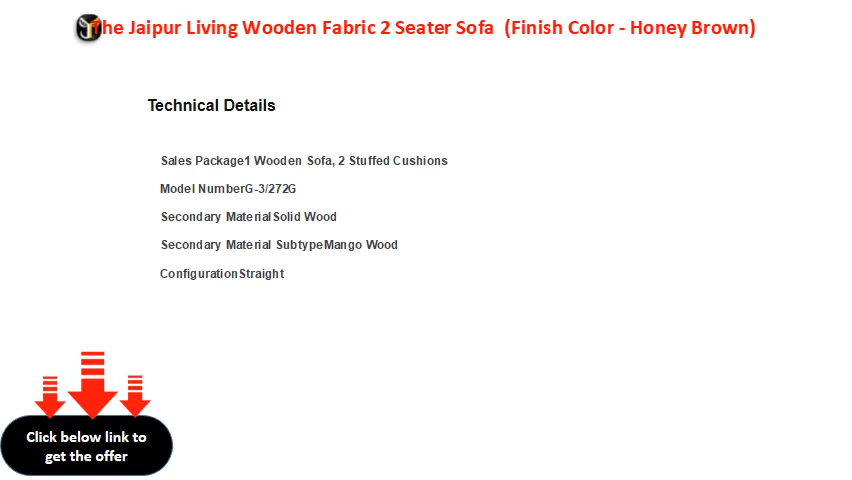 The Jaipur Living Wooden Fabric 2 Seater Sofa (Finish Color - Honey Brown)
Technical Details
Sales Package1 Wooden Sofa, 2 Stuffed Cushions
Model NumberG-3/272G
Secondary MaterialSolid Wood
Secondary Material SubtypeMango Wood
ConfigurationStraight
Click below link to
get the offer